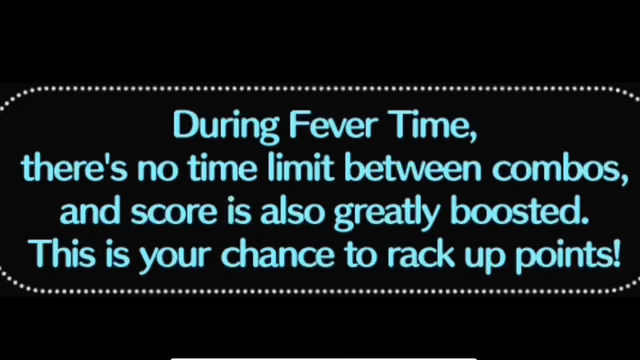 During Fever Time,
there's no time limit between combos,
and score is also greatly boosted.
This is your chance to rack up points!